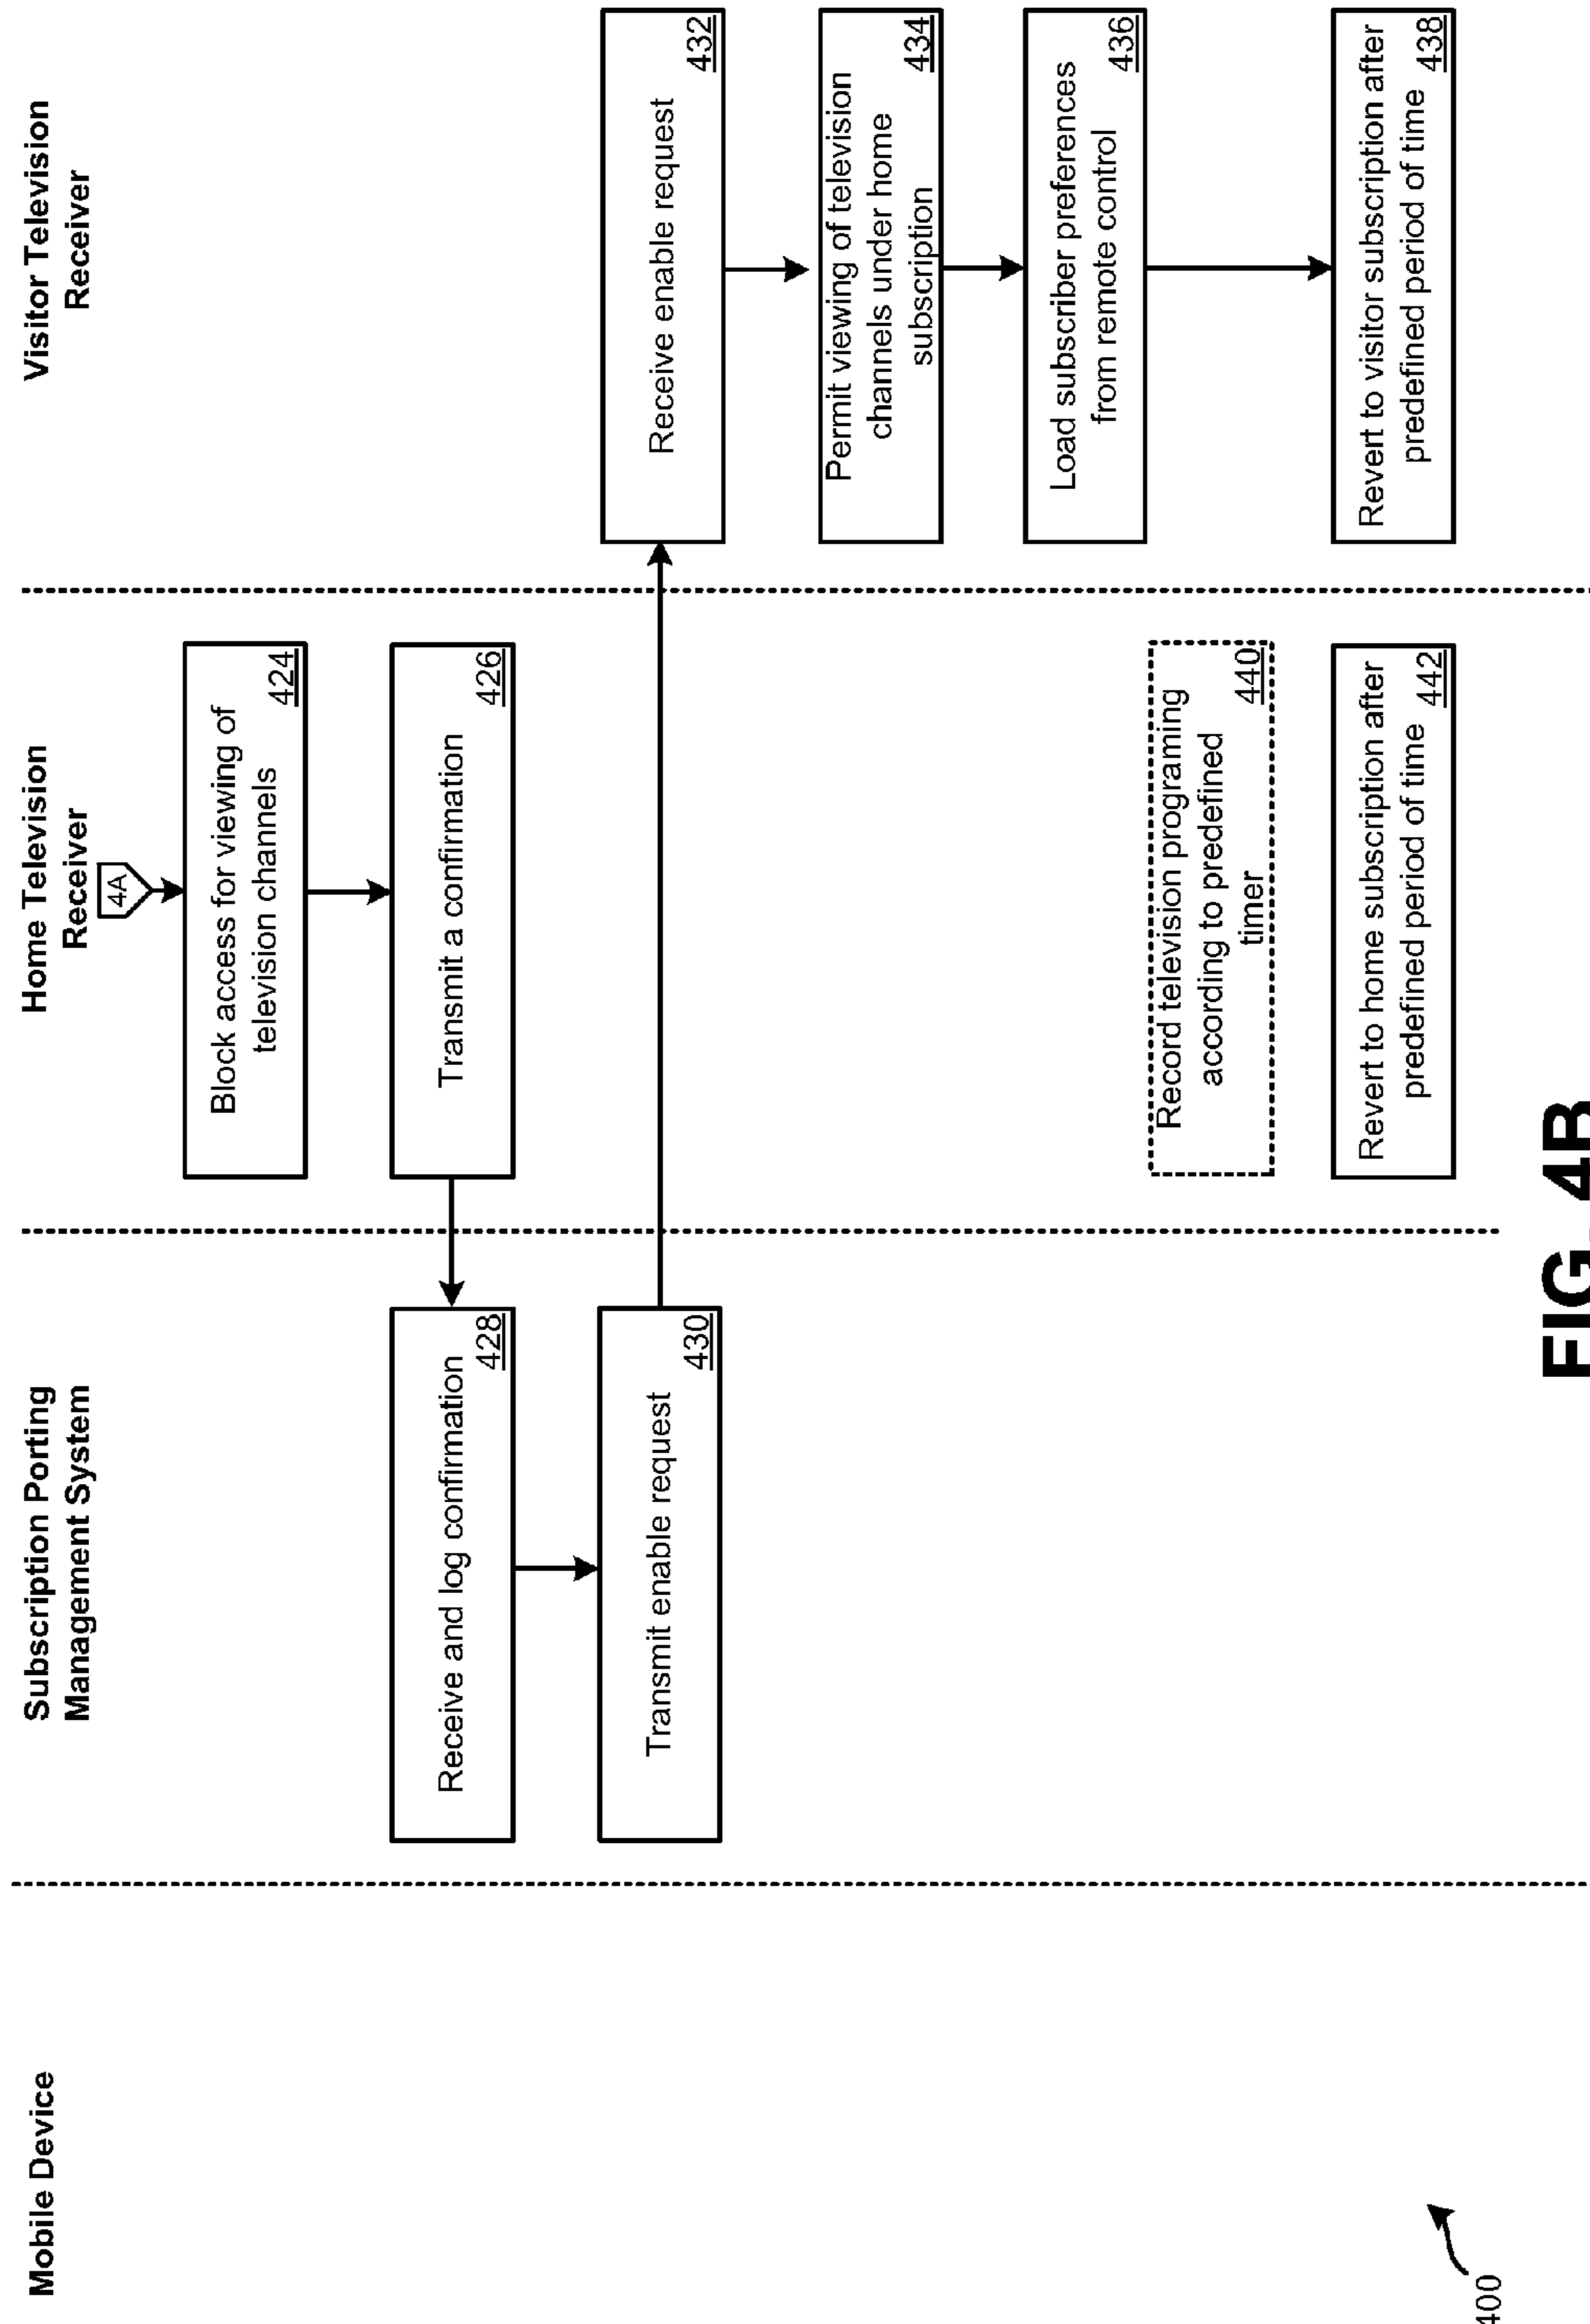 Mobile Device
Subscription Porting
Management System
Home Television
Receiver
Visitor Television
Receiver
4A
Block access for viewing of
television channels
424
Transmit a confirmation
426
Receive and log confirmation
428
Transmit enable request
430
Receive enable request
432
Permit viewing of television
channels under home
subscription
434
Load subscriber preferences
from remote control
436
Record television programing
according to predefined
timer
440
Revert to home subscription after
predefined period of time
442
Revert to visitor subscription after
predefined period of time
438
400
FIG. 4B